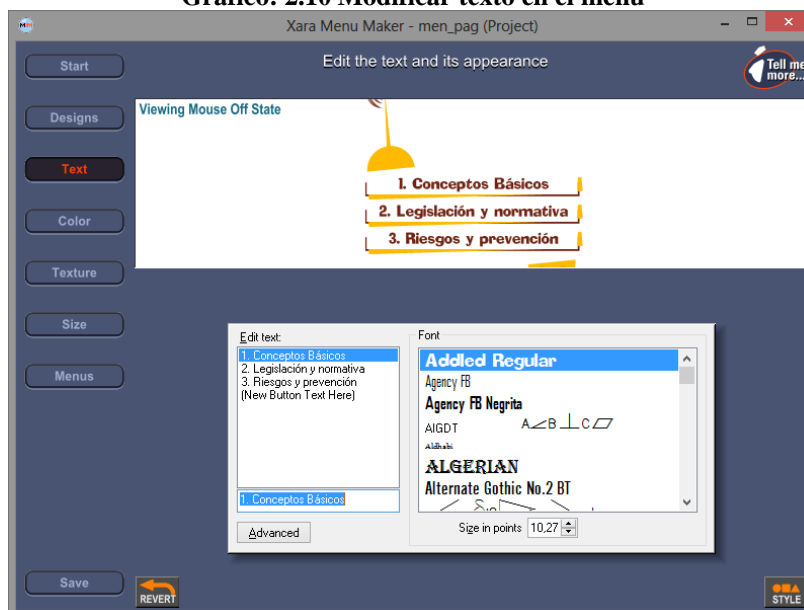 Gráfico: 2.10 Modificar texto en el menú
Xara Menu Maker - men_pag (Project)
Start
Edit the text and its appearance
Tell me
more...
Designs
Viewing Mouse Off State
Text
1. Conceptos Básicos
2. Legislación y normativa
3. Riesgos y prevención
Color
Texture
Size
Menus
Edit text:
1. Conceptos Básicos
2. Legislación y normativa
3. Riesgos y prevención
(New Button Text Here)
1. Conceptos Básicos
Advanced
Font
Addled Regular
Agency FB
Agency FB Negrita
AIGDT A B C
Aldhabi
ALGERIAN
Alternate Gothic No.2 BT
Size in points 10,27
Save
REVERT
STYLE